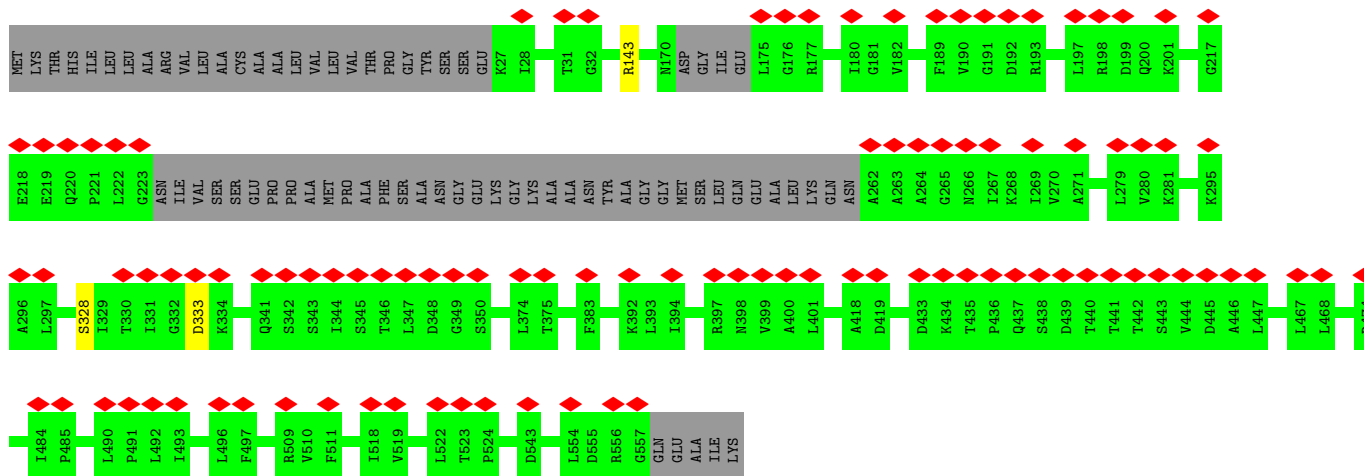 MET LYS THR HIS ILE LEU LEU ALA ARG VAL LEU ALA CYS ALA ALA LEU VAL LEU VAL THR PRO GLY TYR SER SER GLU K27 I28 T31 G32 R143 N170 ASP GLY ILE GLU L175 G176 R177 I180 G181 V182 F189 V190 G191 D192 R193 L197 R198 D199 Q200 K201 G217
E218 E219 Q220 P221 L222 G223 ASN ILE VAL SER SER GLU PRO PRO ALA MET PRO ALA PHE SER ALA ASN GLY GLU LYS GLY LYS ALA ALA ASN TYR ALA GLY GLY MET SER LEU GLN GLU ALA LEU LYS GLN ASN A262 A263 A264 G265 N266 I267 K268 I269 V270 A271 L279 V280 K281 K295
A296 L297 S328 I329 T330 I331 G332 D333 K334 Q341 S342 S343 I344 S345 T346 L347 D348 G349 S350 L374 T375 F383 K392 L393 I394 R397 N398 V399 A400 L401 A418 D419 D433 K434 T435 P436 Q437 S438 D439 T440 T441 T442 S443 V444 D445 A446 L447 L467 L468
I484 P485 L490 P491 L492 I493 L496 F497 R509 V510 F511 I518 V519 L522 T523 P524 D543 L554 D555 R556 G557 GLN GLU ALA ILE LYS